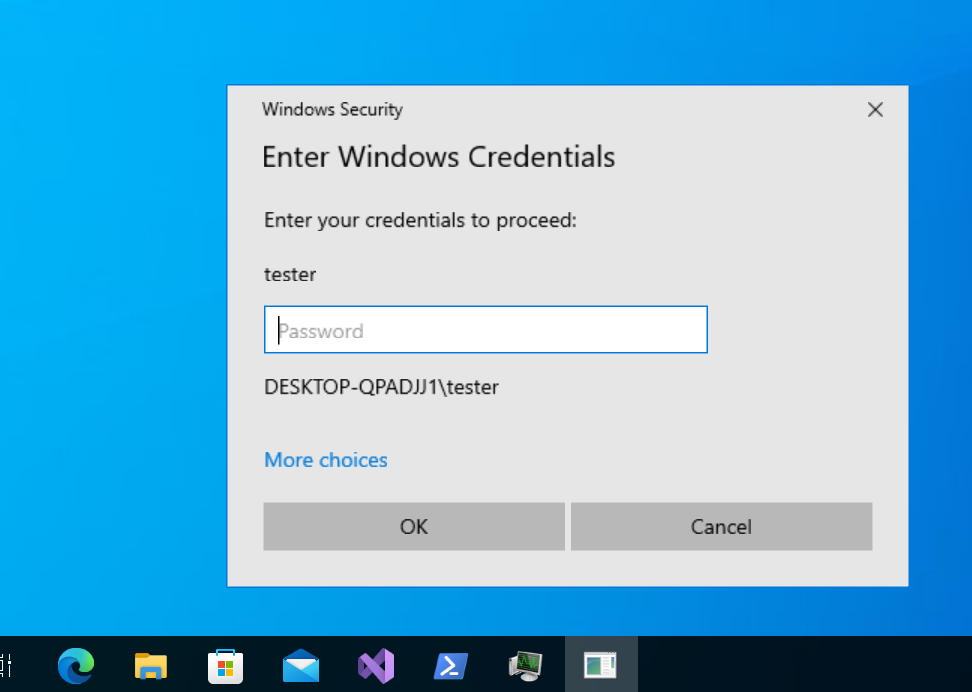 Windows Security
Enter Windows Credentials
Enter your credentials to proceed:
tester
Password
DESKTOP-QPADJJ1\tester
More choices
OK
Cancel